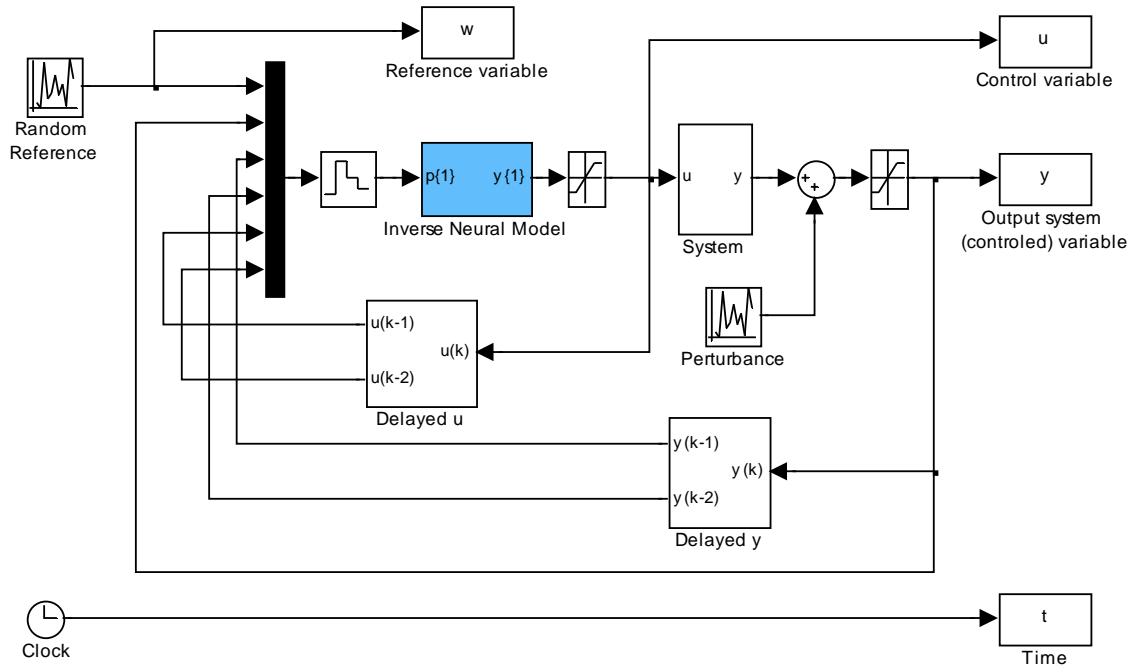 w
Reference variable
u
Control variable
Random
Reference
p{1}
y{1}
Inverse Neural Model
u
y
System
+
+
y
Output system
(controled) variable
Perturbance
u(k-1)
u(k-2)
u(k)
Delayed u
y(k-1)
y(k-2)
y(k)
Delayed y
Clock
t
Time